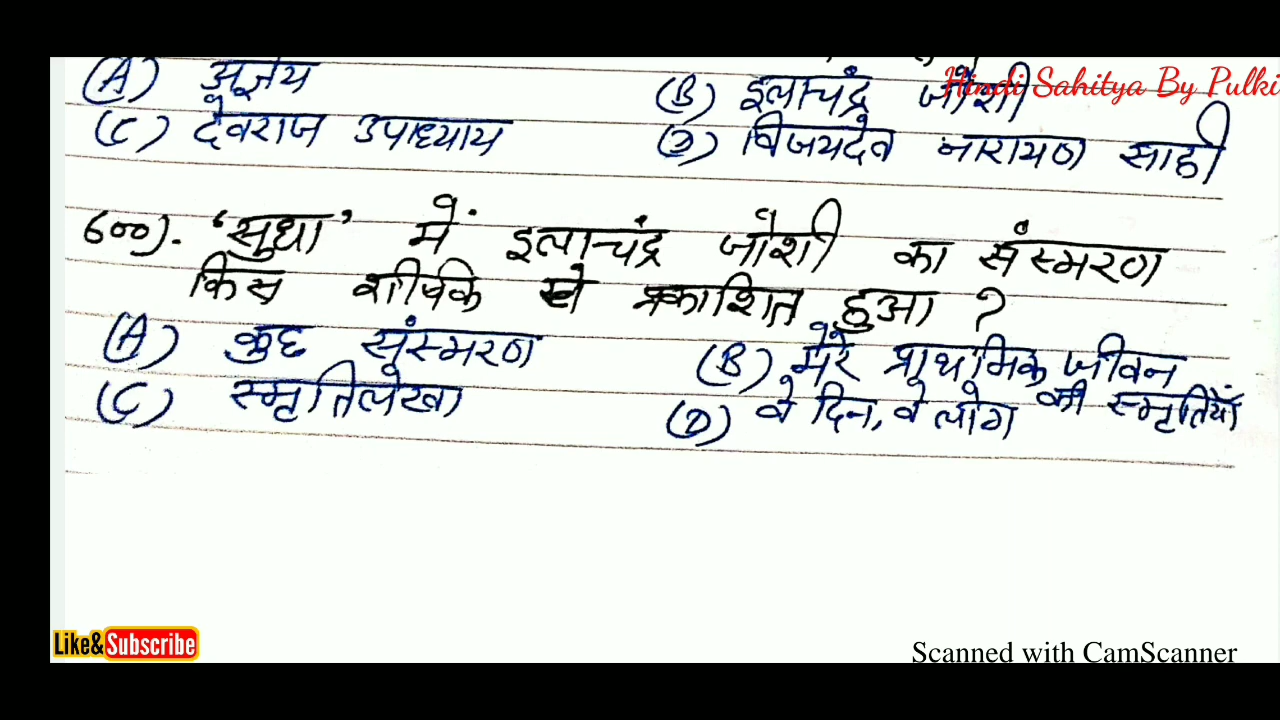 Hindi Sahitya By Pulki
(A) अज्ञेय (B) इलाचंद्र जोशी
(C) देवराज उपाध्याय (D) विजयदेव नारायण साही
600). 'सुधा' में इलाचंद्र जोशी का संस्मरण
किस शीर्षक से प्रकाशित हुआ ?
(A) कुछ संस्मरण (B) मेरे प्राथमिक जीवन
की स्मृतियाँ
(C) स्मृतिलेखा (D) वे दिन, वे लोग
Like& Subscribe
Scanned with CamScanner